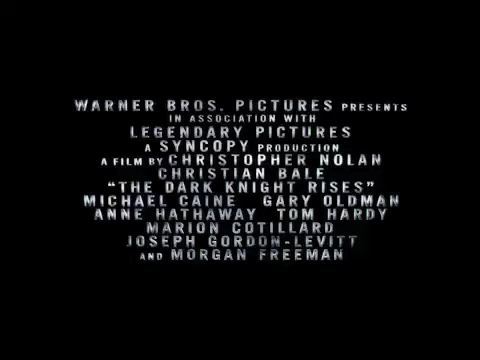 WARNER BROS. PICTURES PRESENTS
IN ASSOCIATION WITH
LEGENDARY PICTURES
A SYNCOPY PRODUCTION
A FILM BY CHRISTOPHER NOLAN
CHRISTIAN BALE
"THE DARK KNIGHT RISES"
MICHAEL CAINE GARY OLDMAN
ANNE HATHAWAY TOM HARDY
MARION COTILLARD
JOSEPH GORDON-LEVITT
AND MORGAN FREEMAN